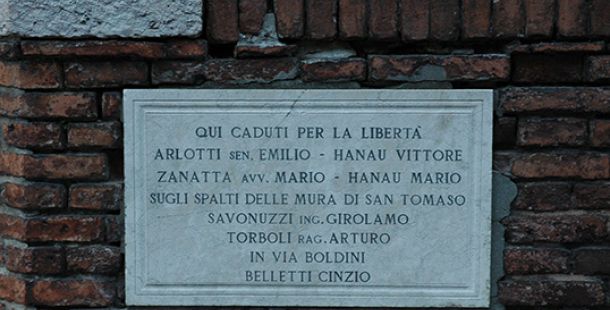 QUI CADUTI PER LA LIBERTÀ
ARLOTTI SEN. EMILIO - HANAU VITTORE
ZANATTA AVV. MARIO - HANAU MARIO
SUGLI SPALTI DELLE MURA DI SAN TOMASO
SAVONUZZI ING. GIROLAMO
TORBOLI RAG. ARTURO
IN VIA BOLDINI
BELLETTI CINZIO